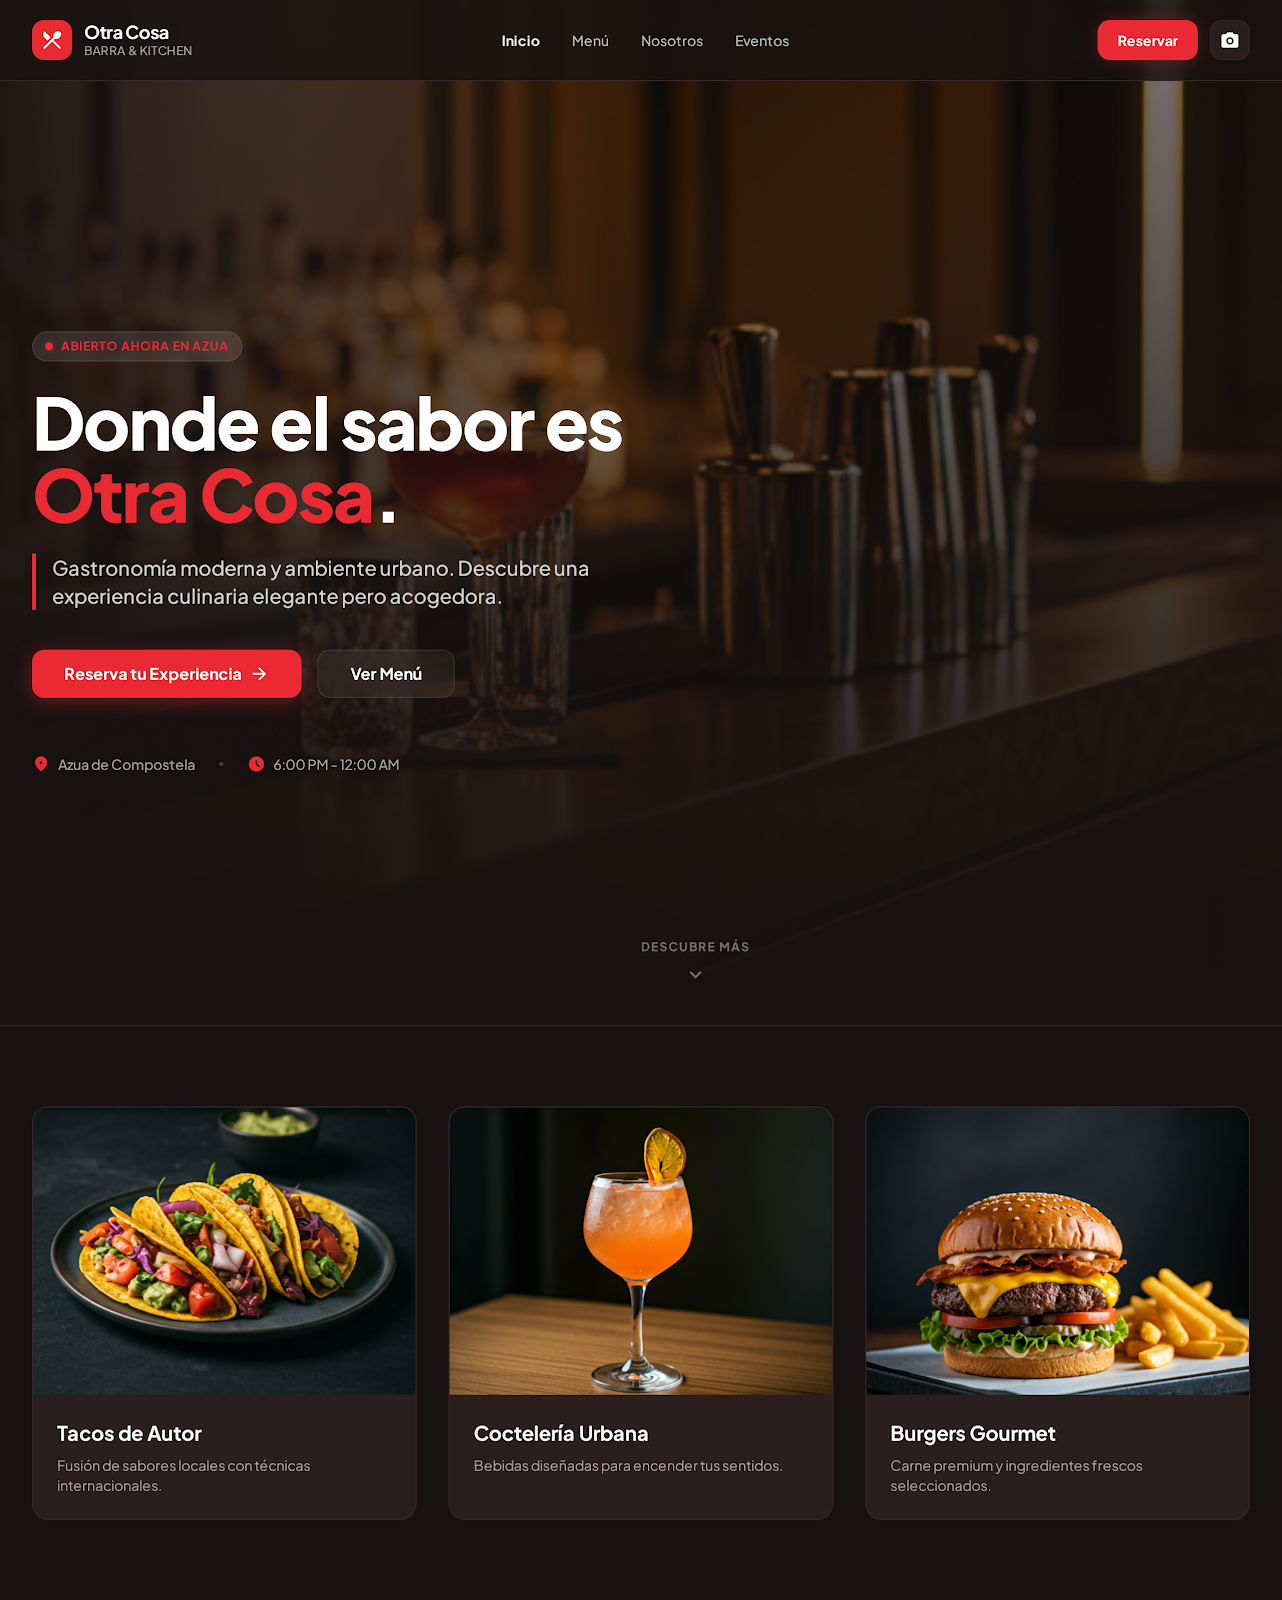 Otra Cosa
BARRA & KITCHEN
Inicio
Menú
Nosotros
Eventos
Reservar
ABIERTO AHORA EN AZUA
Donde el sabor es
Otra Cosa.
Gastronomía moderna y ambiente urbano. Descubre una
experiencia culinaria elegante pero acogedora.
Reserva tu Experiencia
Ver Menú
Azua de Compostela
•
6:00 PM - 12:00 AM
DESCUBRE MÁS
Tacos de Autor
Fusión de sabores locales con técnicas
internacionales.
Coctelería Urbana
Bebidas diseñadas para encender tus sentidos.
Burgers Gourmet
Carne premium y ingredientes frescos
seleccionados.